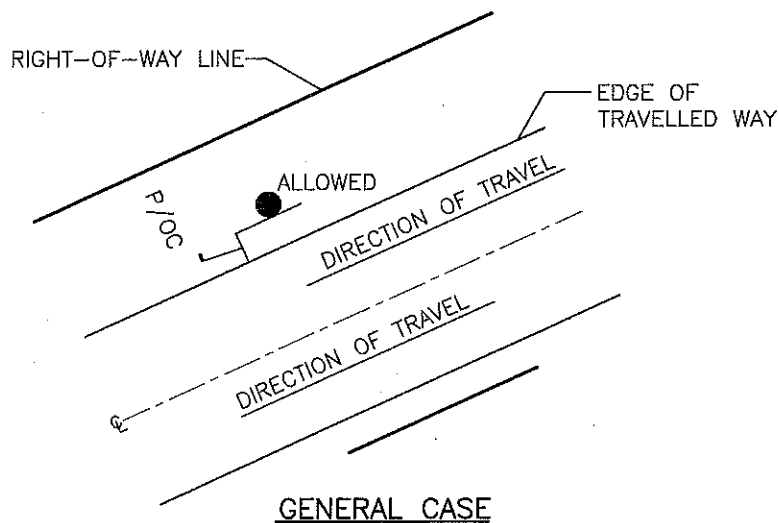 RIGHT-OF-WAY LINE
EDGE OF
TRAVELLED WAY
ALLOWED
P/OC
DIRECTION OF TRAVEL
DIRECTION OF TRAVEL
℄
GENERAL CASE